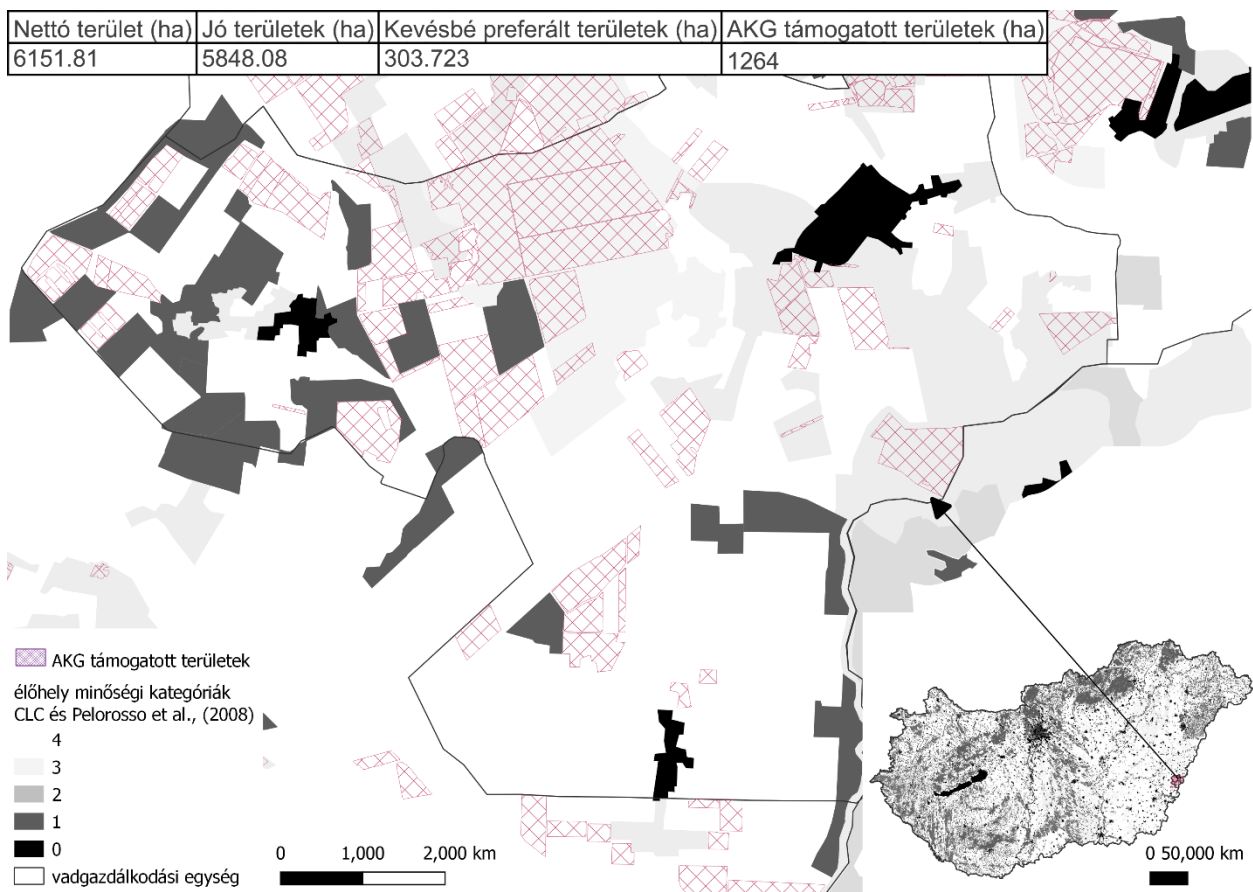 Nettó terület (ha) Jó területek (ha) Kevésbé preferált területek (ha) AKG támogatott területek (ha)
6151.81 5848.08 303.723 1264
AKG támogatott területek
élőhely minőségi kategóriák
CLC és Pelorosso et al., (2008)
4
3
2
1
0
vadgazdálkodási egység
0 1,000 2,000 km
0 50,000 km